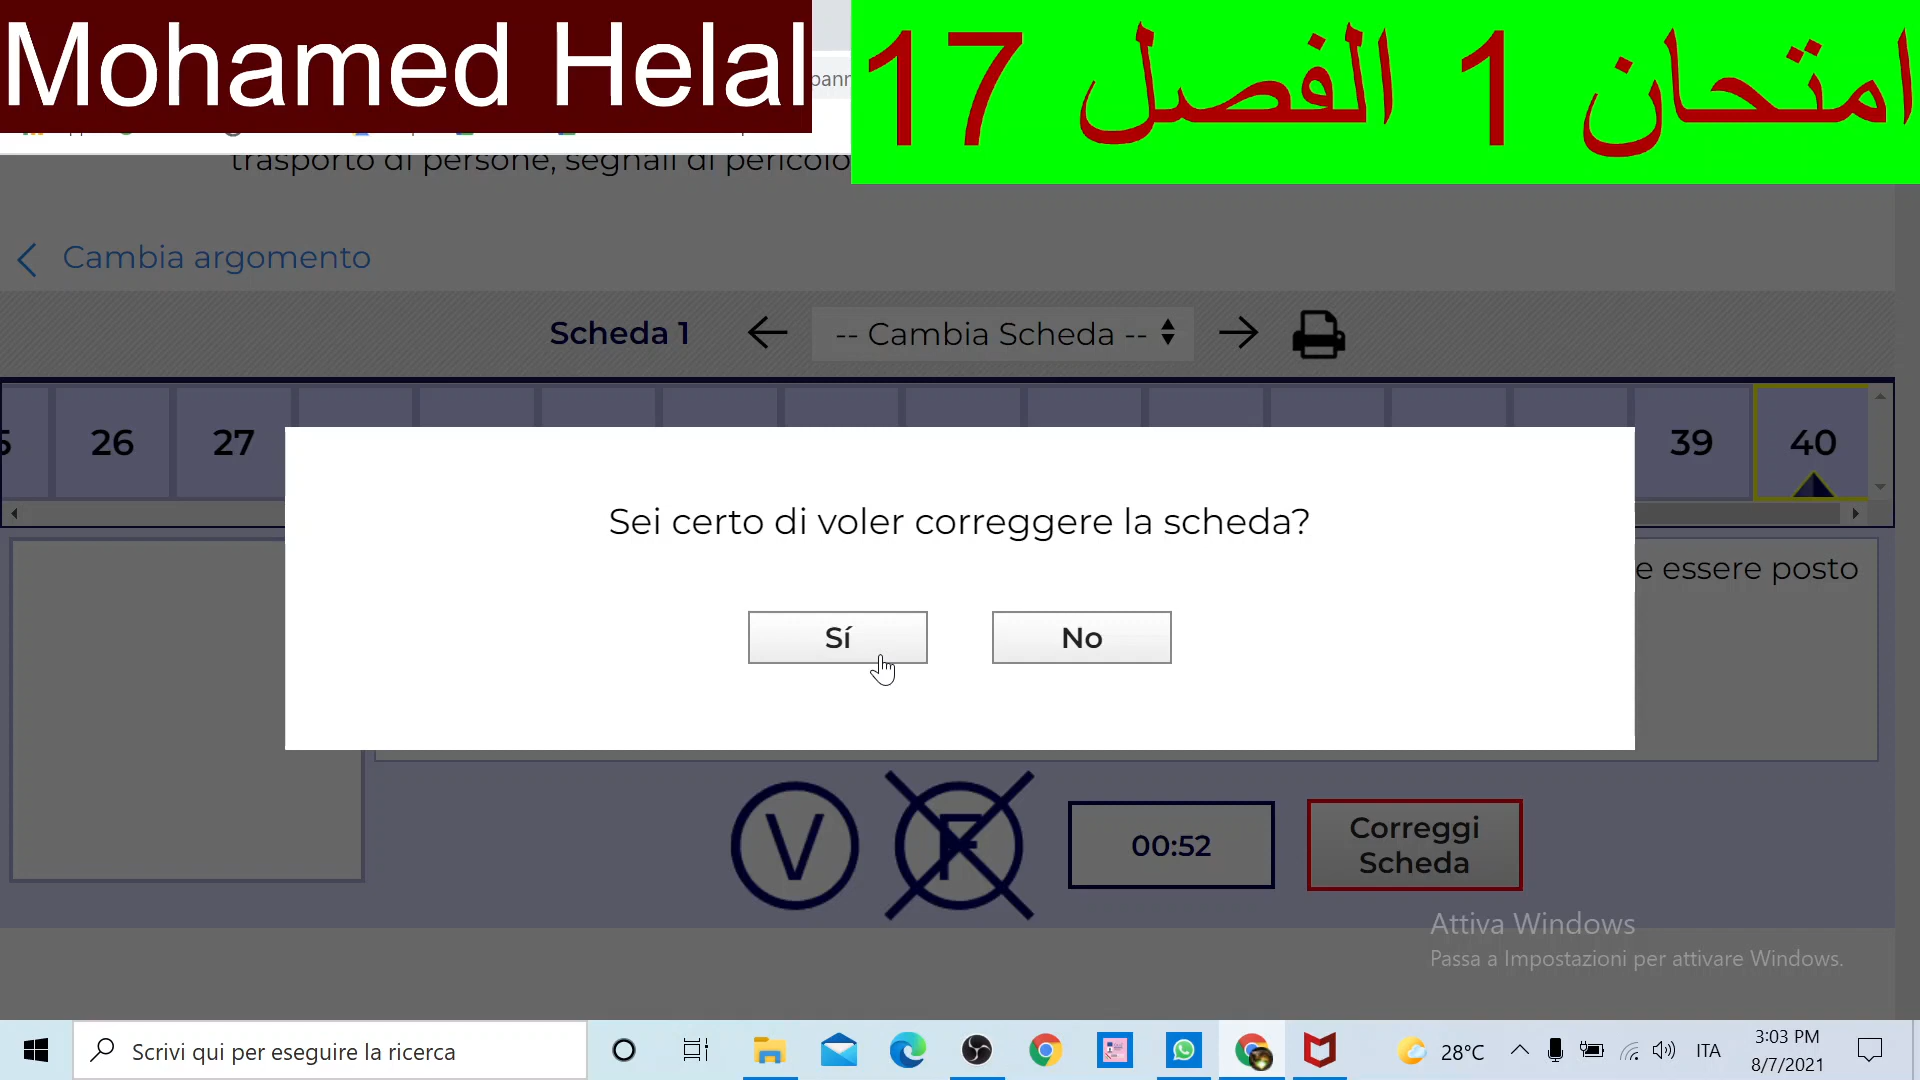 Mohamed Helal
امتحان 1 الفصل 17
trasporto di persone, segnali di pericolo
Cambia argomento
Scheda 1
-- Cambia Scheda --
26
27
39
40
Sei certo di voler correggere la scheda?
Sí
No
e essere posto
V
F
00:52
Correggi
Scheda
Attiva Windows
Passa a Impostazioni per attivare Windows.
Scrivi qui per eseguire la ricerca
28°C
ITA
3:03 PM
8/7/2021